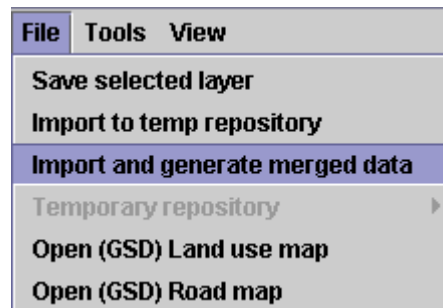 File Tools View
Save selected layer
Import to temp repository
Import and generate merged data
Temporary repository
Open (GSD) Land use map
Open (GSD) Road map